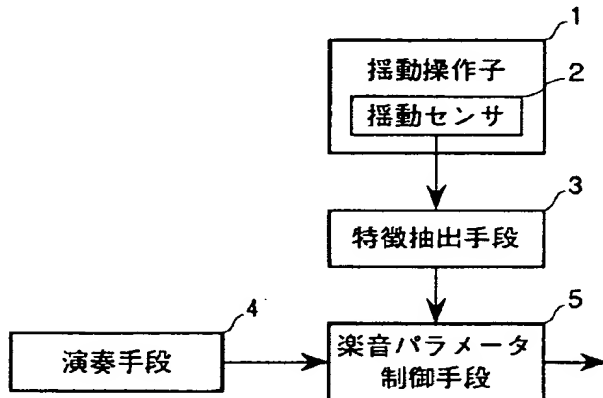 1
揺動操作子
2
揺動センサ
3
特徴抽出手段
4
演奏手段
5
楽音パラメータ
制御手段